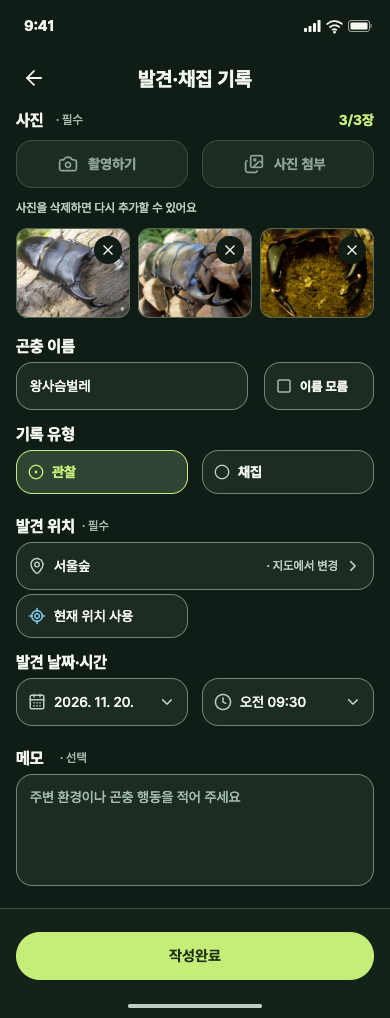 9:41
발견·채집 기록
사진 · 필수 3/3장
촬영하기 사진 첨부
사진을 삭제하면 다시 추가할 수 있어요
곤충 이름
왕사슴벌레 이름 모름
기록 유형
관찰 채집
발견 위치 · 필수
서울숲 · 지도에서 변경
현재 위치 사용
발견 날짜·시간
2026. 11. 20. 오전 09:30
메모 · 선택
주변 환경이나 곤충 행동을 적어 주세요
작성완료